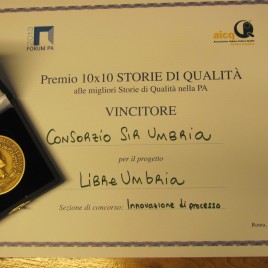 2013
FORUM PA
aicq
Premio 10x10 STORIE DI QUALITÀ
alle migliori Storie di Qualità nella PA
VINCITORE
CONSORZIO SIR UMBRIA
per il progetto
LIBRE UMBRIA
Sezione di concorso: Innovazione di processo
Roma,